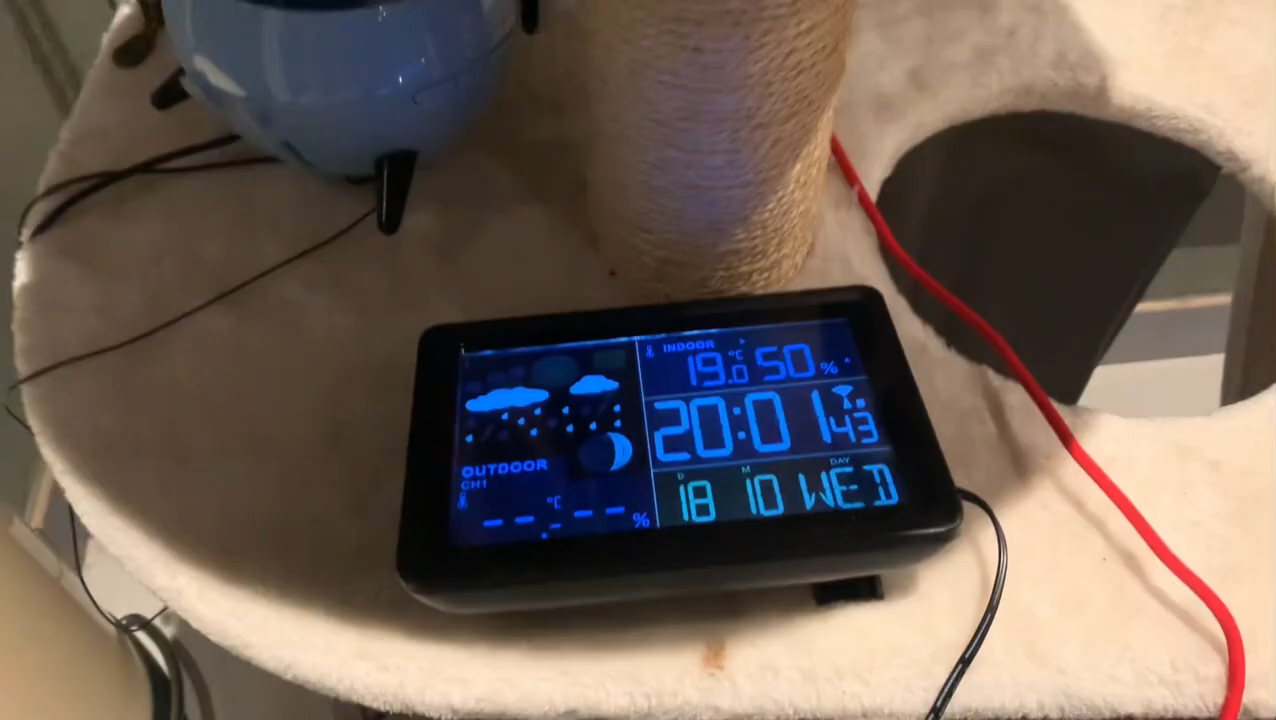 INDOOR
19.0 °C 50 %
20:01 43
D M DAY
18 10 WED
OUTDOOR
CH1
°C
-- . - -- %